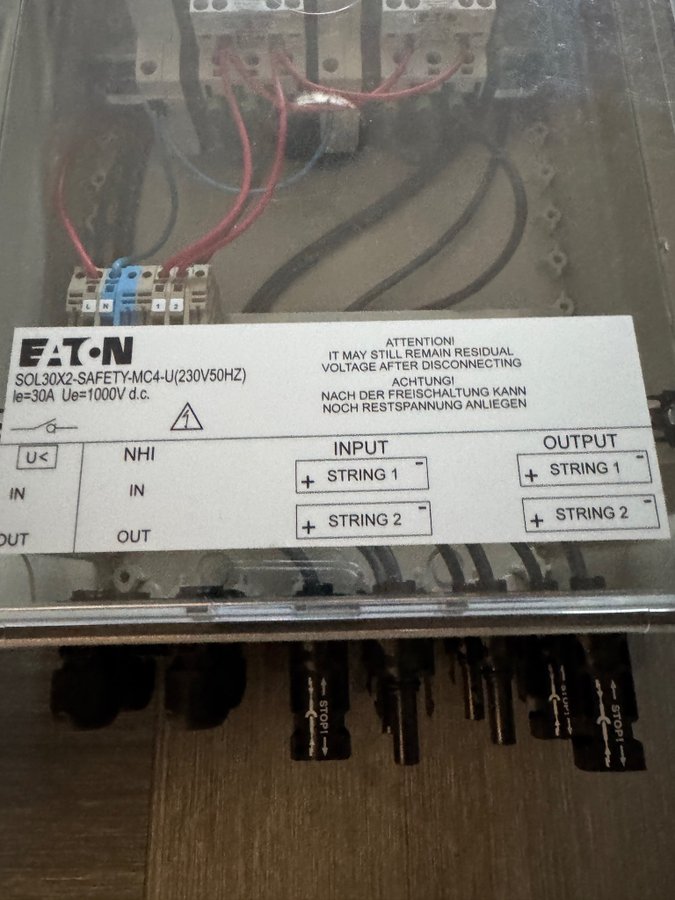 L N 1 2
EATON
SOL30X2-SAFETY-MC4-U(230V50HZ)
Ie=30A Ue=1000V d.c.
ATTENTION!
IT MAY STILL REMAIN RESIDUAL
VOLTAGE AFTER DISCONNECTING
ACHTUNG!
NACH DER FREISCHALTUNG KANN
NOCH RESTSPANNUNG ANLIEGEN
U<
NHI
INPUT
OUTPUT
IN
IN
+ STRING 1 -
+ STRING 1 -
OUT
OUT
+ STRING 2 -
+ STRING 2 -
STOP!
STOP!
STOP!